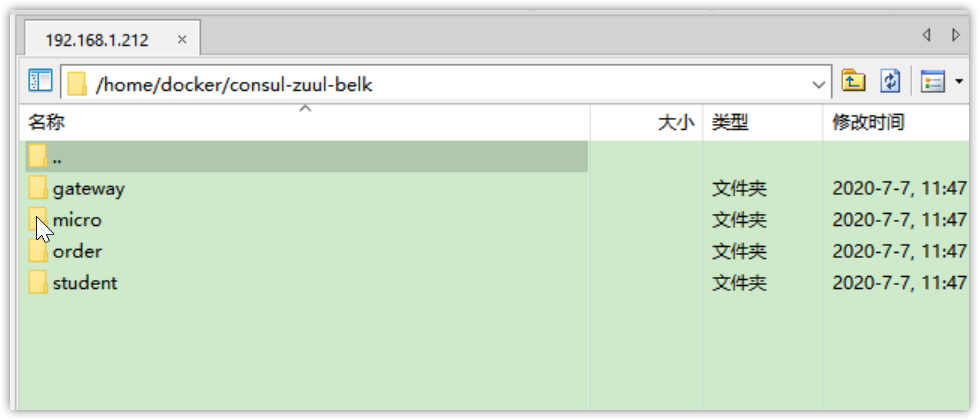 192.168.1.212 ×
/home/docker/consul-zuul-belk
名称 大小 类型 修改时间
..
gateway 文件夹 2020-7-7, 11:47
micro 文件夹 2020-7-7, 11:47
order 文件夹 2020-7-7, 11:47
student 文件夹 2020-7-7, 11:47